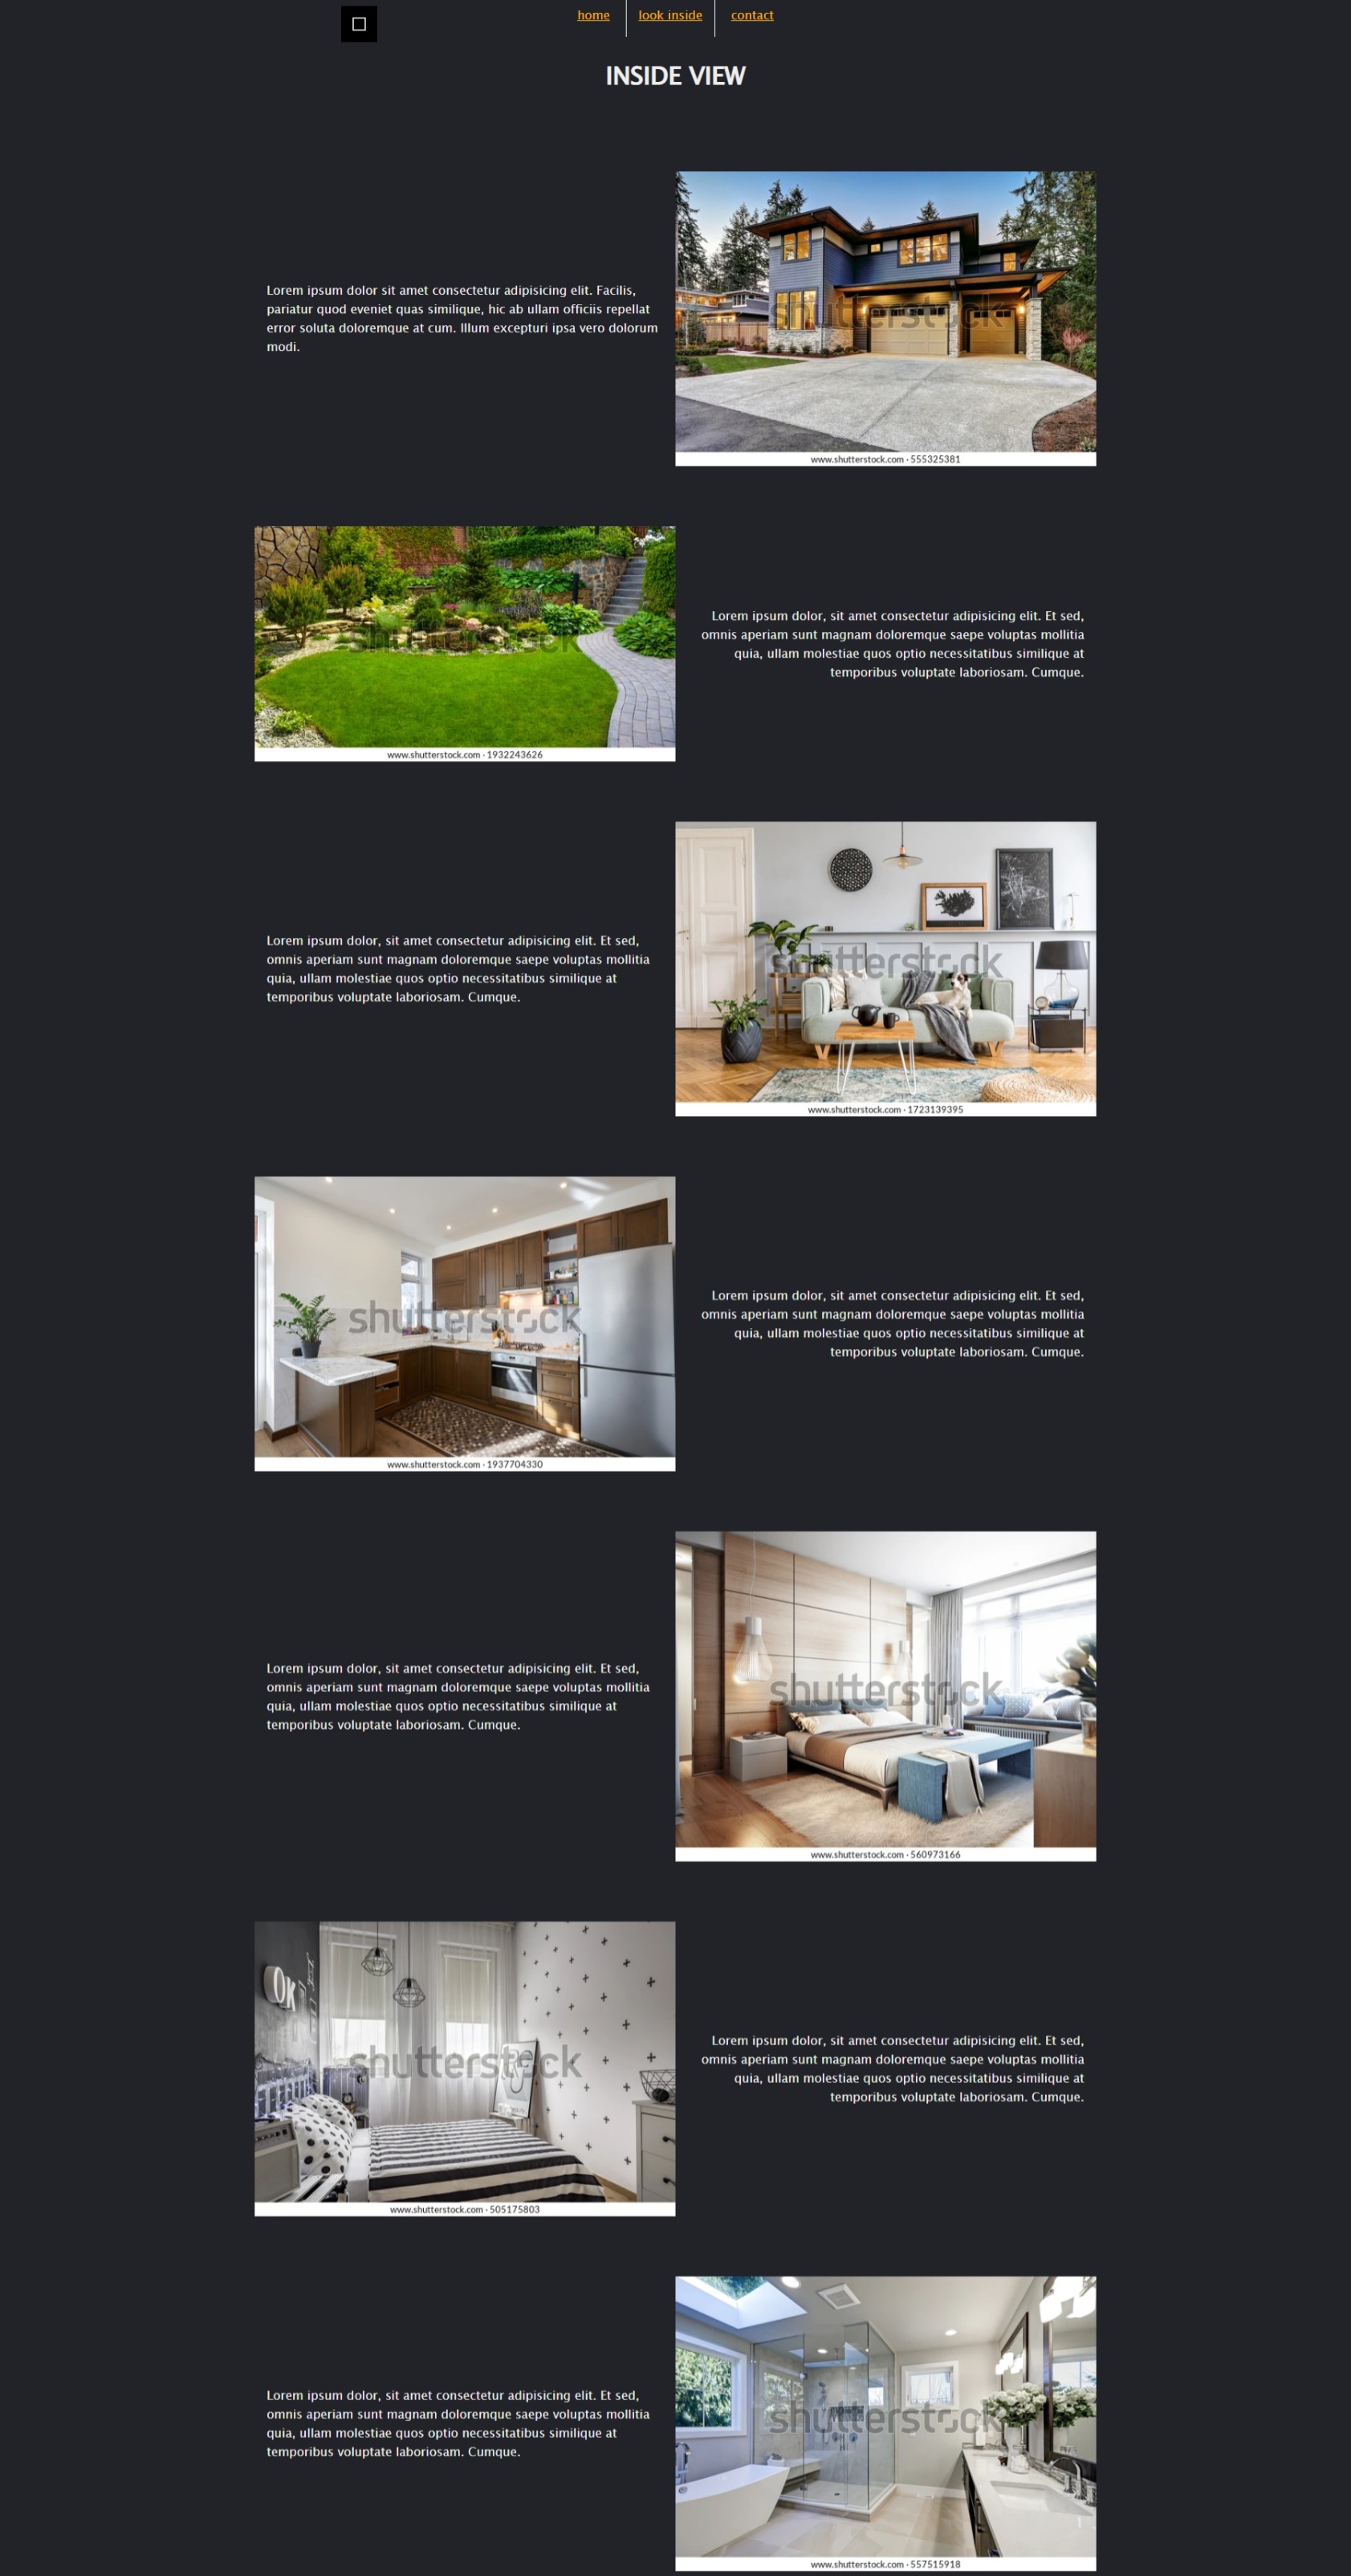 home
look inside
contact
INSIDE VIEW
Lorem ipsum dolor sit amet consectetur adipisicing elit. Facilis,
pariatur quod eveniet quas similique, hic ab ullam officiis repellat
error soluta doloremque at cum. Illum excepturi ipsa vero dolorum
modi.
shutterstock
www.shutterstock.com · 555325381
shutterstock
www.shutterstock.com · 1932243626
Lorem ipsum dolor, sit amet consectetur adipisicing elit. Et sed,
omnis aperiam sunt magnam doloremque saepe voluptas mollitia
quia, ullam molestiae quos optio necessitatibus similique at
temporibus voluptate laboriosam. Cumque.
Lorem ipsum dolor, sit amet consectetur adipisicing elit. Et sed,
omnis aperiam sunt magnam doloremque saepe voluptas mollitia
quia, ullam molestiae quos optio necessitatibus similique at
temporibus voluptate laboriosam. Cumque.
shutterstock
www.shutterstock.com · 1723139395
shutterstock
www.shutterstock.com · 1937704330
Lorem ipsum dolor, sit amet consectetur adipisicing elit. Et sed,
omnis aperiam sunt magnam doloremque saepe voluptas mollitia
quia, ullam molestiae quos optio necessitatibus similique at
temporibus voluptate laboriosam. Cumque.
Lorem ipsum dolor, sit amet consectetur adipisicing elit. Et sed,
omnis aperiam sunt magnam doloremque saepe voluptas mollitia
quia, ullam molestiae quos optio necessitatibus similique at
temporibus voluptate laboriosam. Cumque.
shutterstock
www.shutterstock.com · 560973166
OK
shutterstock
www.shutterstock.com · 505175803
Lorem ipsum dolor, sit amet consectetur adipisicing elit. Et sed,
omnis aperiam sunt magnam doloremque saepe voluptas mollitia
quia, ullam molestiae quos optio necessitatibus similique at
temporibus voluptate laboriosam. Cumque.
Lorem ipsum dolor, sit amet consectetur adipisicing elit. Et sed,
omnis aperiam sunt magnam doloremque saepe voluptas mollitia
quia, ullam molestiae quos optio necessitatibus similique at
temporibus voluptate laboriosam. Cumque.
shutterstock
www.shutterstock.com · 557515918